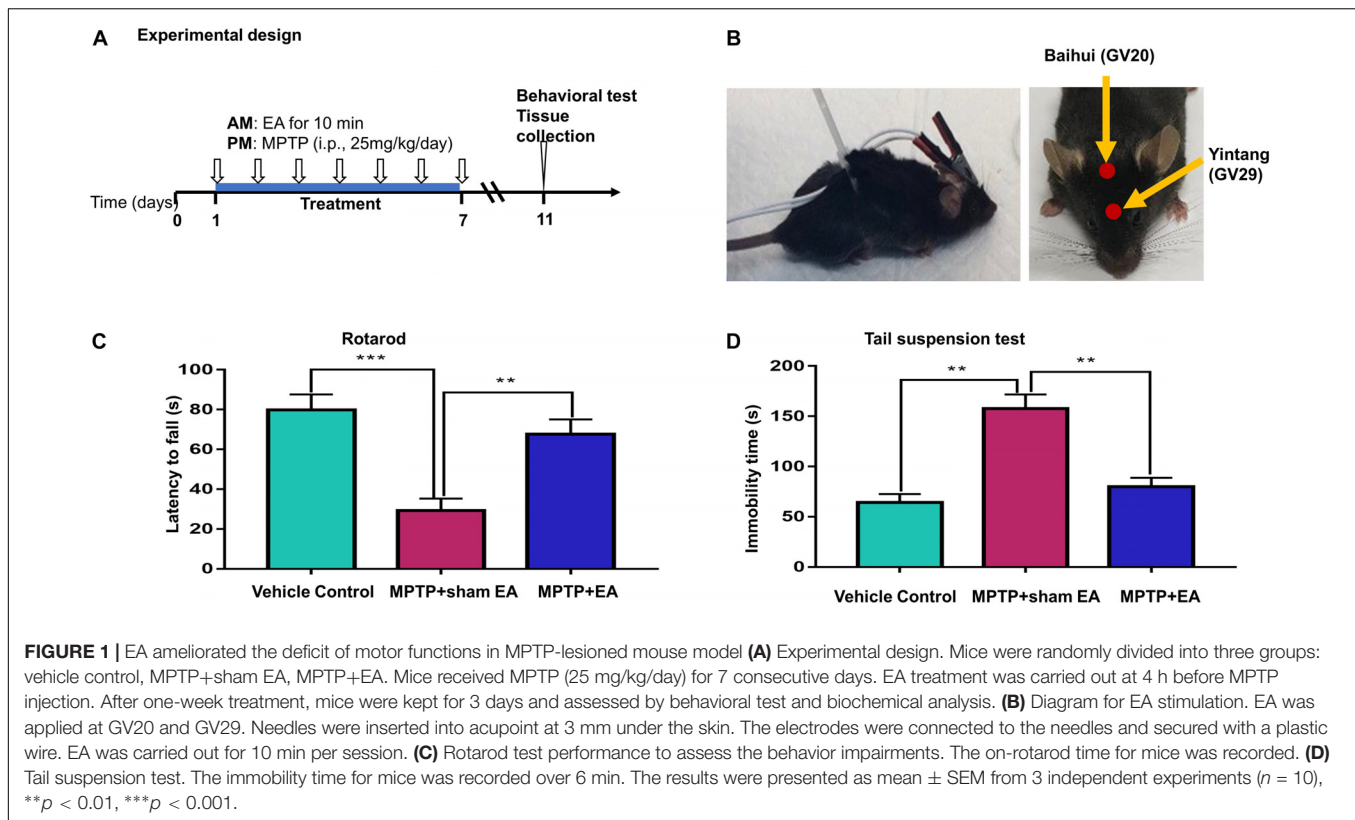 A Experimental design
AM: EA for 10 min
PM: MPTP (i.p., 25mg/kg/day)
Behavioral test
Tissue
collection
Time (days)
0 1 Treatment 7 11
B
Baihui (GV20)
Yintang
(GV29)
C Rotarod
***
**
Latency to fall (s)
100
80
60
40
20
0
Vehicle Control MPTP+sham EA MPTP+EA
D Tail suspension test
**
**
Immobility time (s)
200
150
100
50
0
Vehicle Control MPTP+sham EA MPTP+EA
FIGURE 1 | EA ameliorated the deficit of motor functions in MPTP-lesioned mouse model (A) Experimental design. Mice were randomly divided into three groups:
vehicle control, MPTP+sham EA, MPTP+EA. Mice received MPTP (25 mg/kg/day) for 7 consecutive days. EA treatment was carried out at 4 h before MPTP
injection. After one-week treatment, mice were kept for 3 days and assessed by behavioral test and biochemical analysis. (B) Diagram for EA stimulation. EA was
applied at GV20 and GV29. Needles were inserted into acupoint at 3 mm under the skin. The electrodes were connected to the needles and secured with a plastic
wire. EA was carried out for 10 min per session. (C) Rotarod test performance to assess the behavior impairments. The on-rotarod time for mice was recorded. (D)
Tail suspension test. The immobility time for mice was recorded over 6 min. The results were presented as mean ± SEM from 3 independent experiments (n = 10),
**p < 0.01, ***p < 0.001.